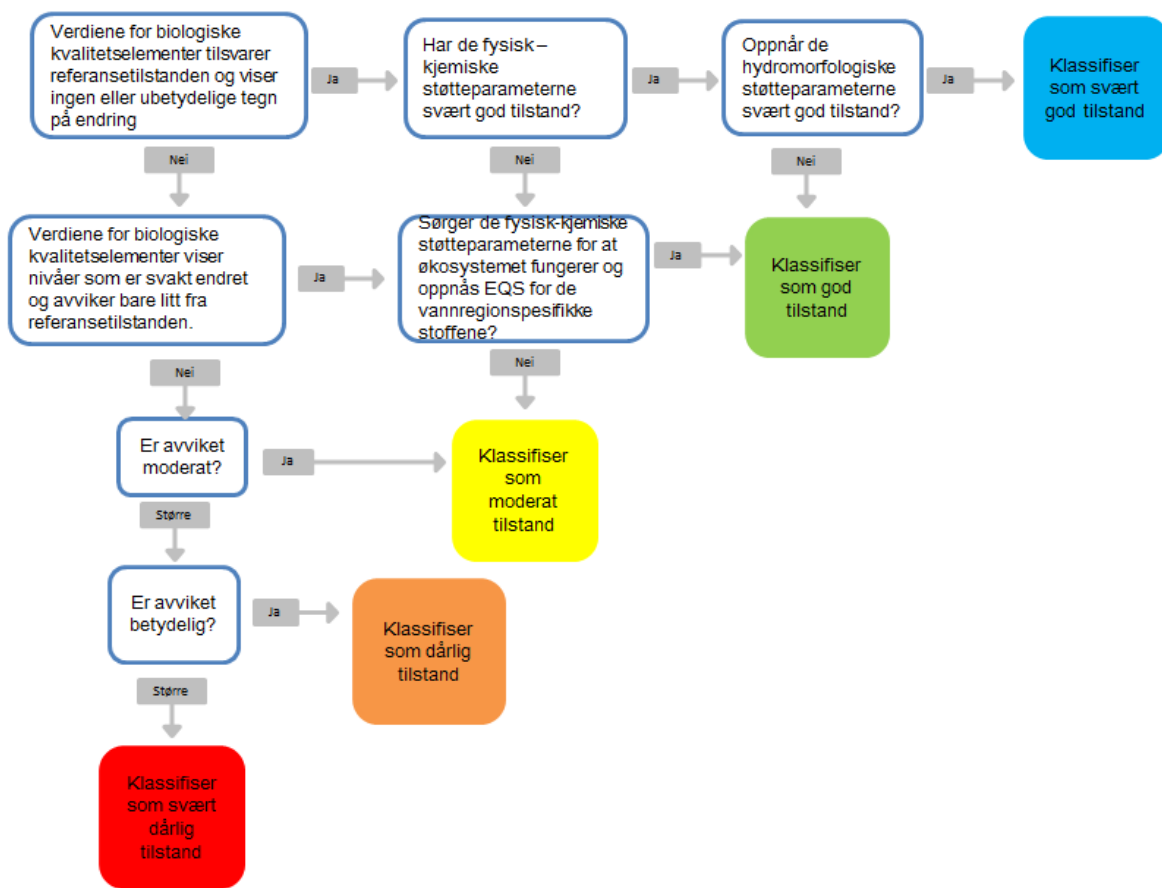 Verdiene for biologiske
kvalitetselementer tilsvarer
referansetilstanden og viser
ingen eller ubetydelige tegn
på endring
Ja
Har de fysisk –
kjemiske
støtteparameterne
svært god tilstand?
Ja
Oppnår de
hydromorfologiske
støtteparameterne
svært god tilstand?
Ja
Klassifiser
som svært
god tilstand
Nei
Nei
Nei
Verdiene for biologiske
kvalitetselementer viser
nivåer som er svakt endret
og avviker bare litt fra
referansetilstanden.
Ja
Sørger de fysisk-kjemiske
støtteparameterne for at
økosystemet fungerer og
oppnås EQS for de
vannregionspesifikke
stoffene?
Ja
Klassifiser
som god
tilstand
Nei
Nei
Er avviket
moderat?
Ja
Klassifiser
som
moderat
tilstand
Større
Er avviket
betydelig?
Ja
Klassifiser
som dårlig
tilstand
Større
Klassifiser
som svært
dårlig
tilstand